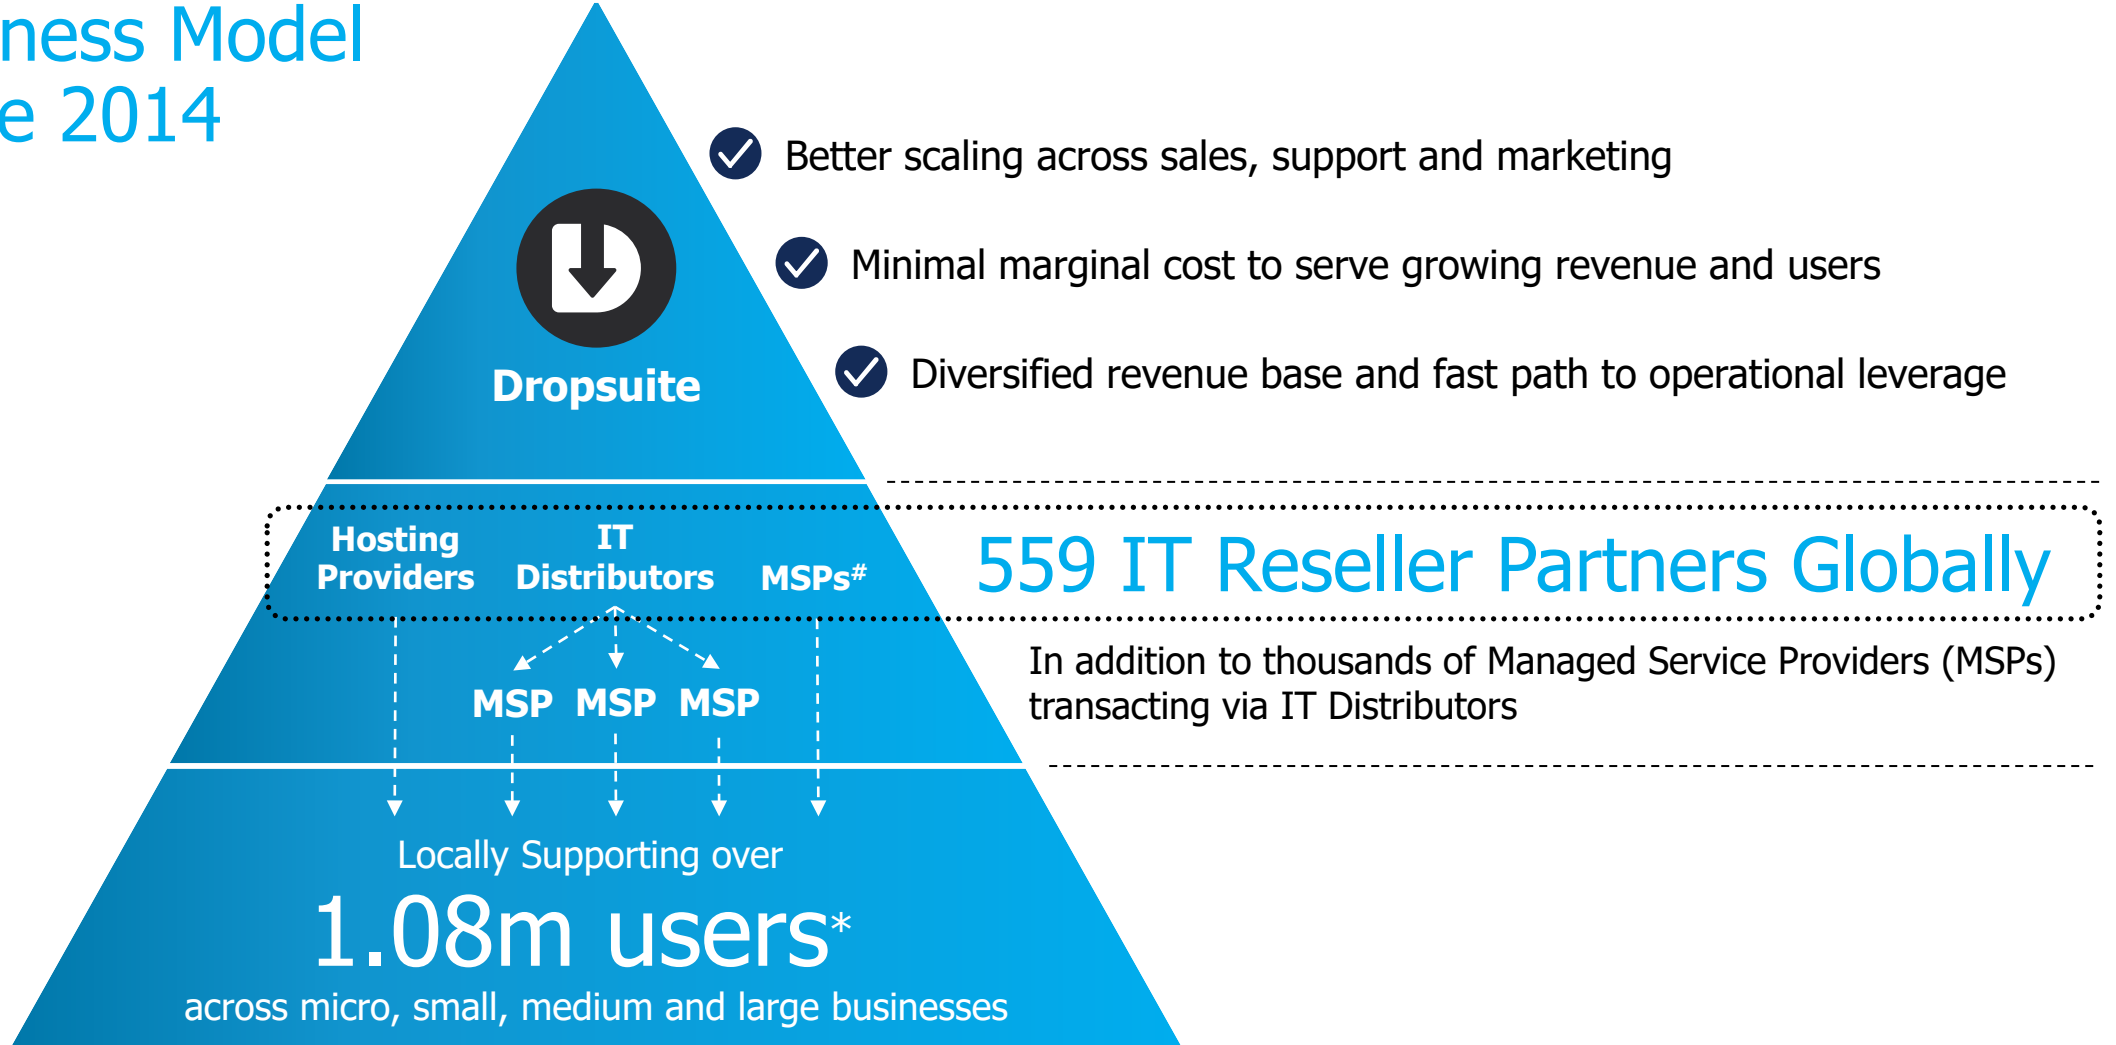 ness Model
e 2014
Better scaling across sales, support and marketing
Minimal marginal cost to serve growing revenue and users
Dropsuite
Diversified revenue base and fast path to operational leverage
Hosting
Providers
IT
Distributors
MSPs#
559 IT Reseller Partners Globally
In addition to thousands of Managed Service Providers (MSPs)
transacting via IT Distributors
MSP MSP MSP
Locally Supporting over
1.08m users*
across micro, small, medium and large businesses